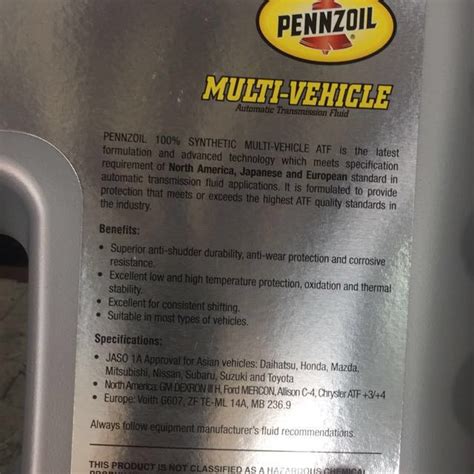 PENNZOIL
MULTI-VEHICLE
Automatic Transmission Fluid
PENNZOIL 100% SYNTHETIC MULTI-VEHICLE ATF is the latest
formulation and advanced technology which meets specification
requirement of North America, Japanese and European standard in
automatic transmission fluid applications. It is formulated to provide
protection that meets or exceeds the highest ATF quality standards in
the industry.
Benefits:
• Superior anti-shudder durability, anti-wear protection and corrosive
resistance.
• Excellent low and high temperature protection, oxidation and thermal
stability.
• Excellent for consistent shifting.
• Suitable in most types of vehicles.
Specifications:
• JASO 1A Approval for Asian vehicles: Daihatsu, Honda, Mazda,
Mitsubishi, Nissan, Subaru, Suzuki and Toyota
• North America: GM DEXRON III H, Ford MERCON, Allison C-4, Chrysler ATF +3/+4
• Europe: Voith G607, ZF TE-ML 14A, MB 236.9
Always follow equipment manufacturer's fluid recommendations.
THIS PRODUCT IS NOT CLASSIFIED AS A HAZARDOUS CHEMICAL